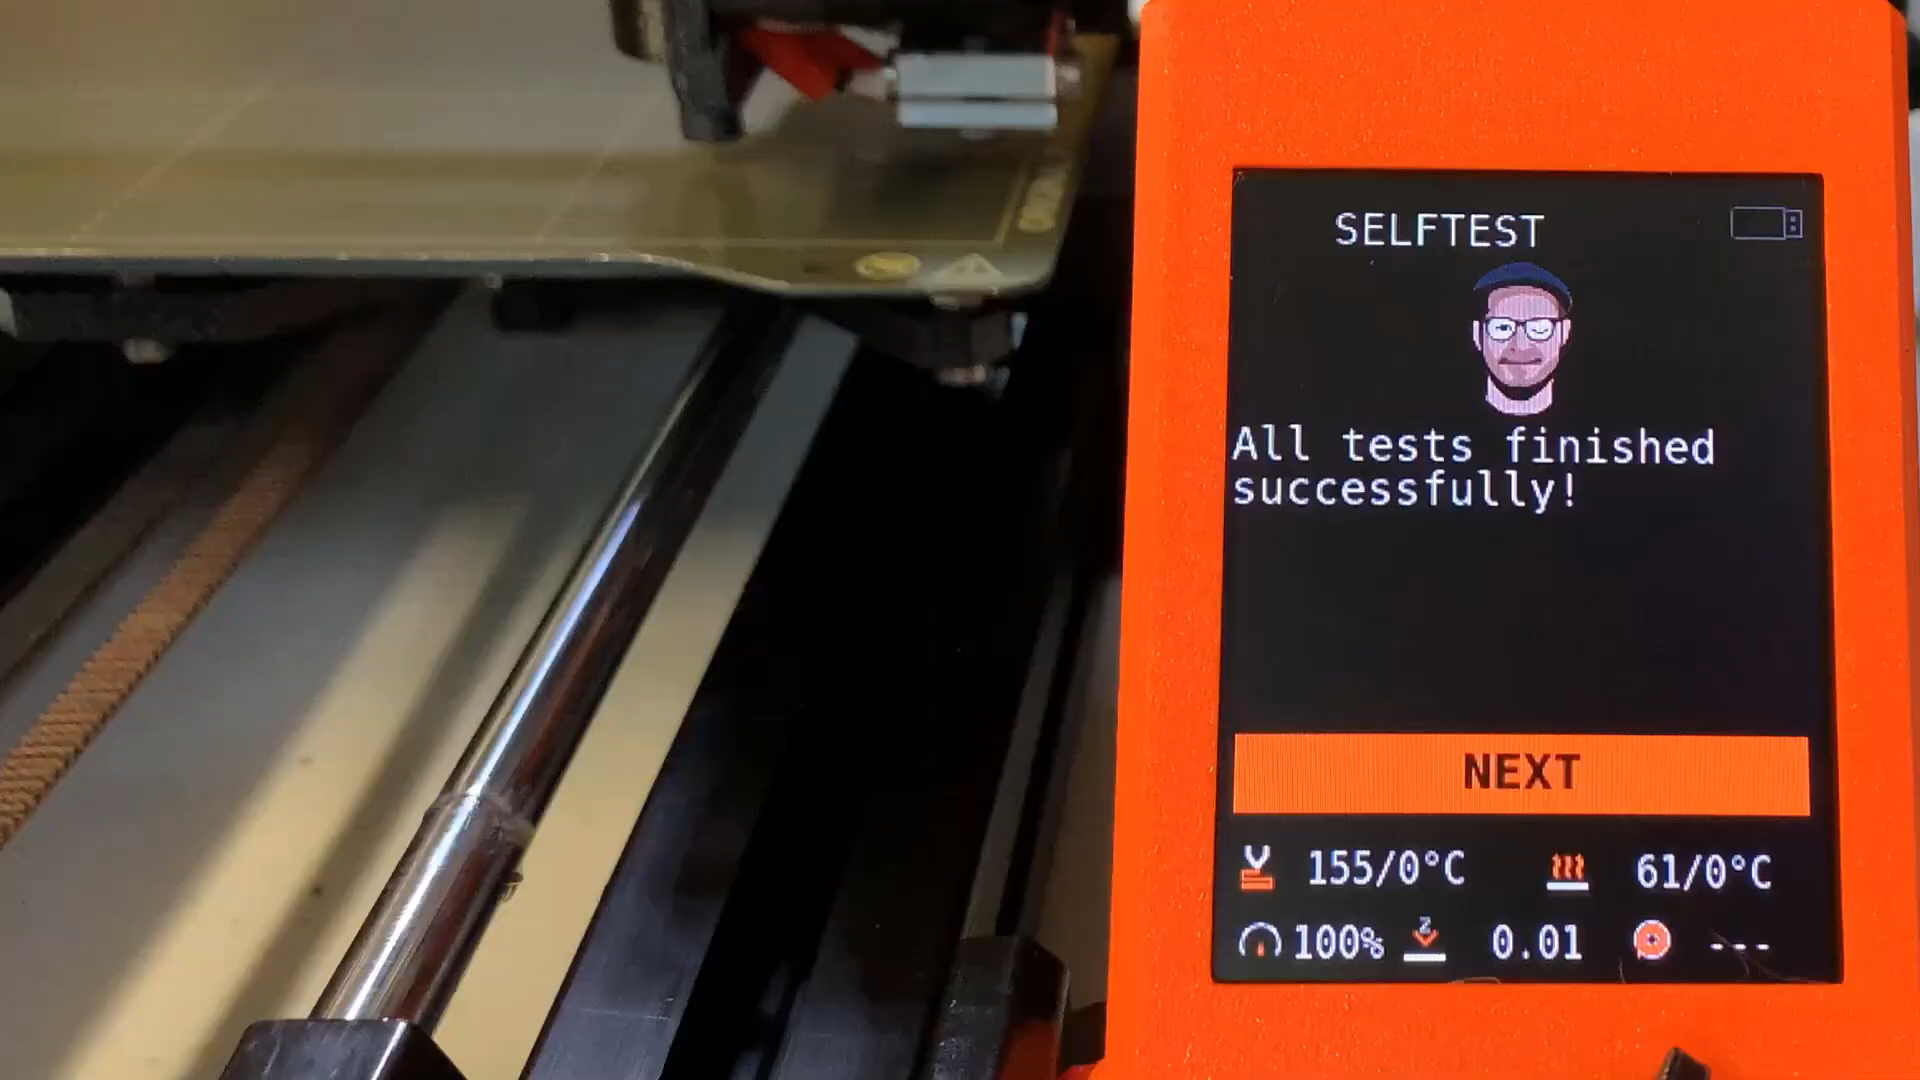 SELFTEST
All tests finished
successfully!
NEXT
155/0°C 61/0°C
100% Z 0.01 ---